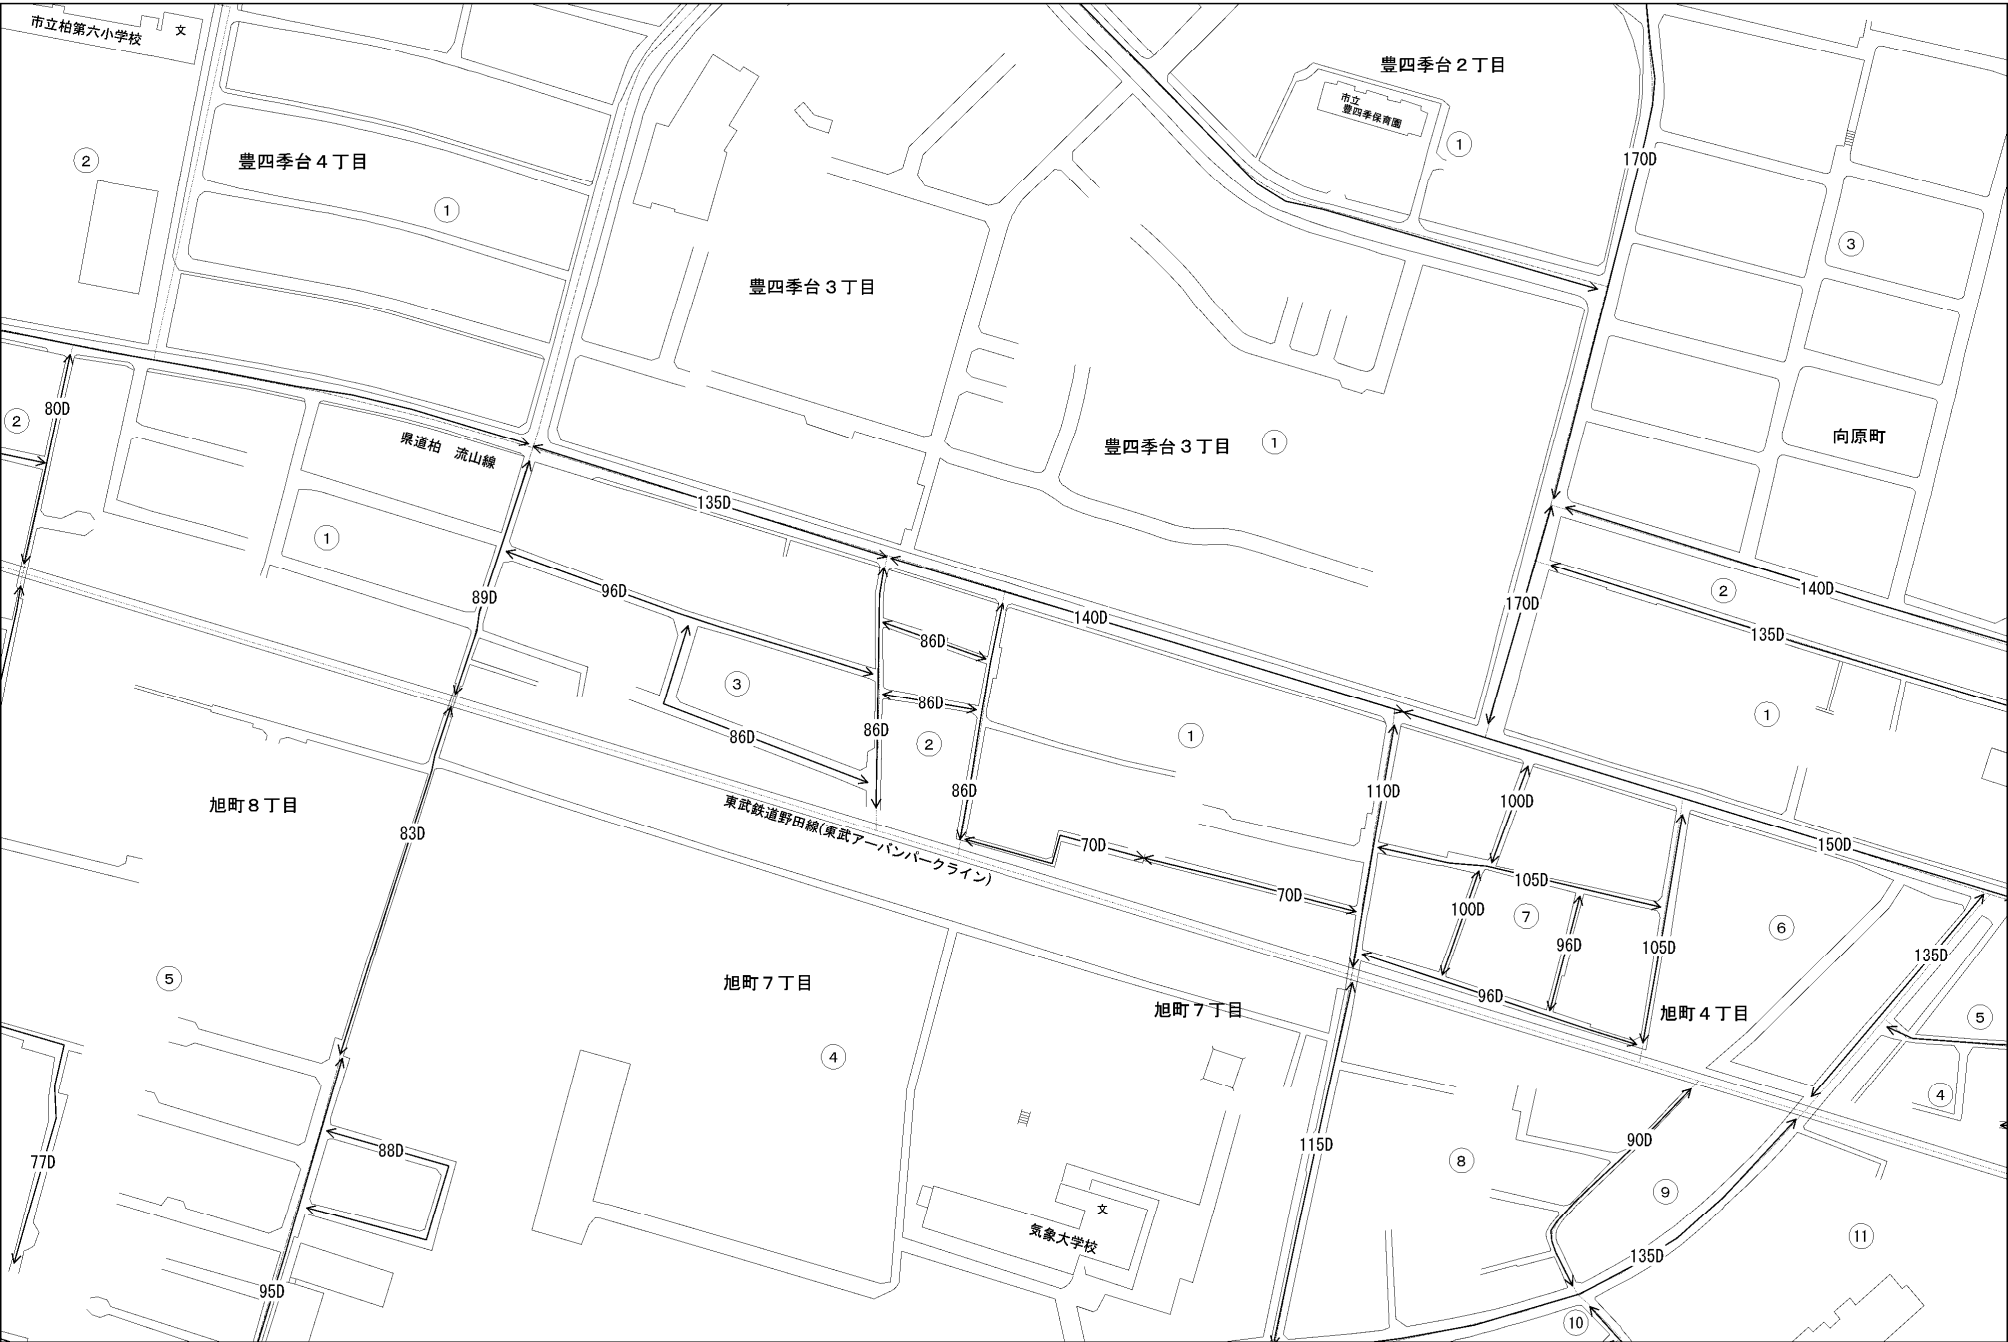 市立柏第六小学校
文
豊四季台2丁目
市立
豊四季保育園
①
②
豊四季台4丁目
①
170D
③
豊四季台3丁目
80D
②
県道柏 流山線
豊四季台3丁目
①
向原町
135D
①
89D
96D
140D
170D
②
140D
135D
86D
③
86D
86D
86D
②
①
①
110D
100D
86D
旭町8丁目
83D
東武鉄道野田線(東武アーバンパークライン)
70D
70D
150D
105D
100D
⑦
96D
105D
⑥
135D
⑤
旭町7丁目
96D
旭町7丁目
旭町4丁目
⑤
④
④
77D
88D
115D
⑧
90D
⑨
文
気象大学校
135D
⑪
95D
⑩